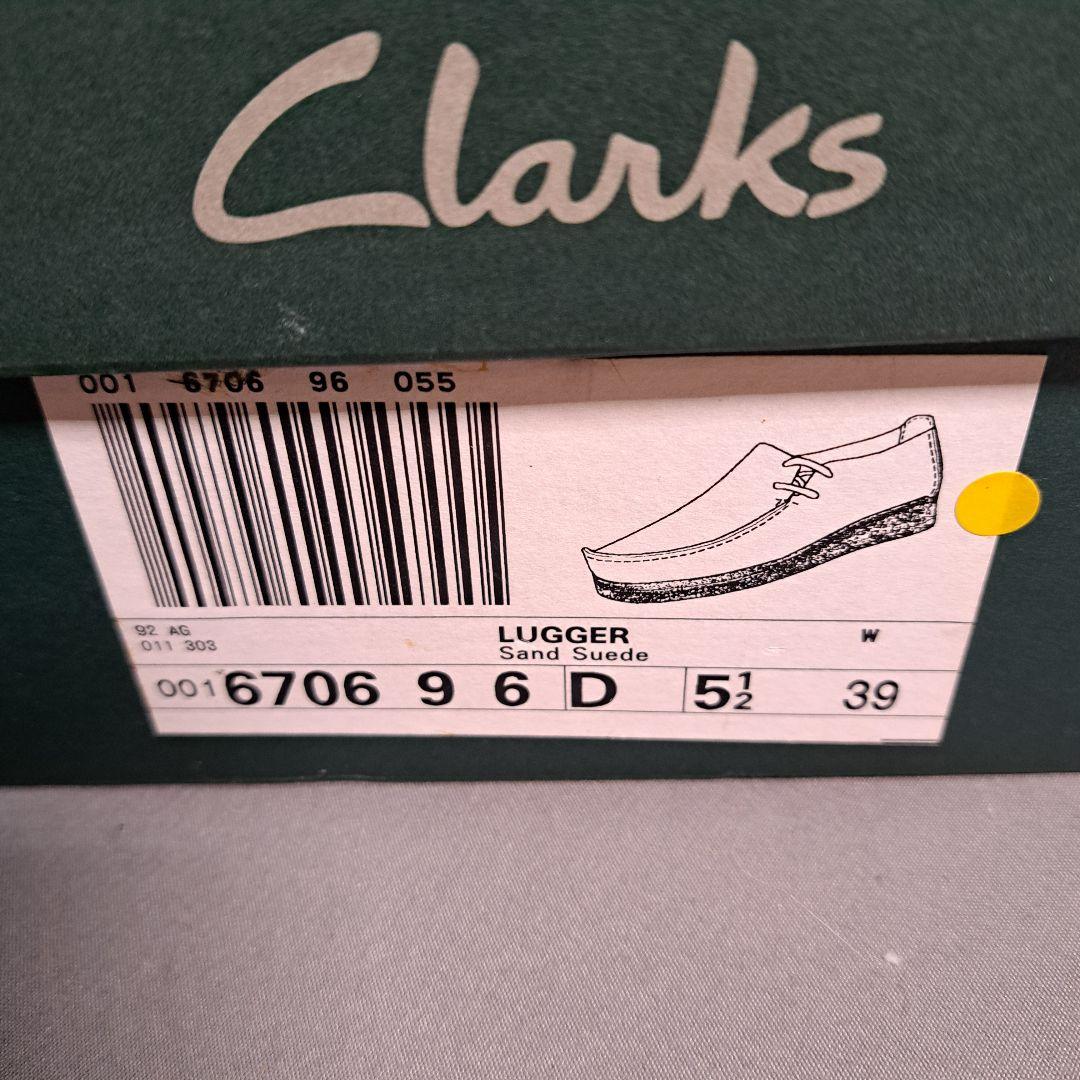 Clarks
001 6706 96 055
92 AG
011 303
LUGGER
Sand Suede
W
001 6706 9 6 D 5½ 39